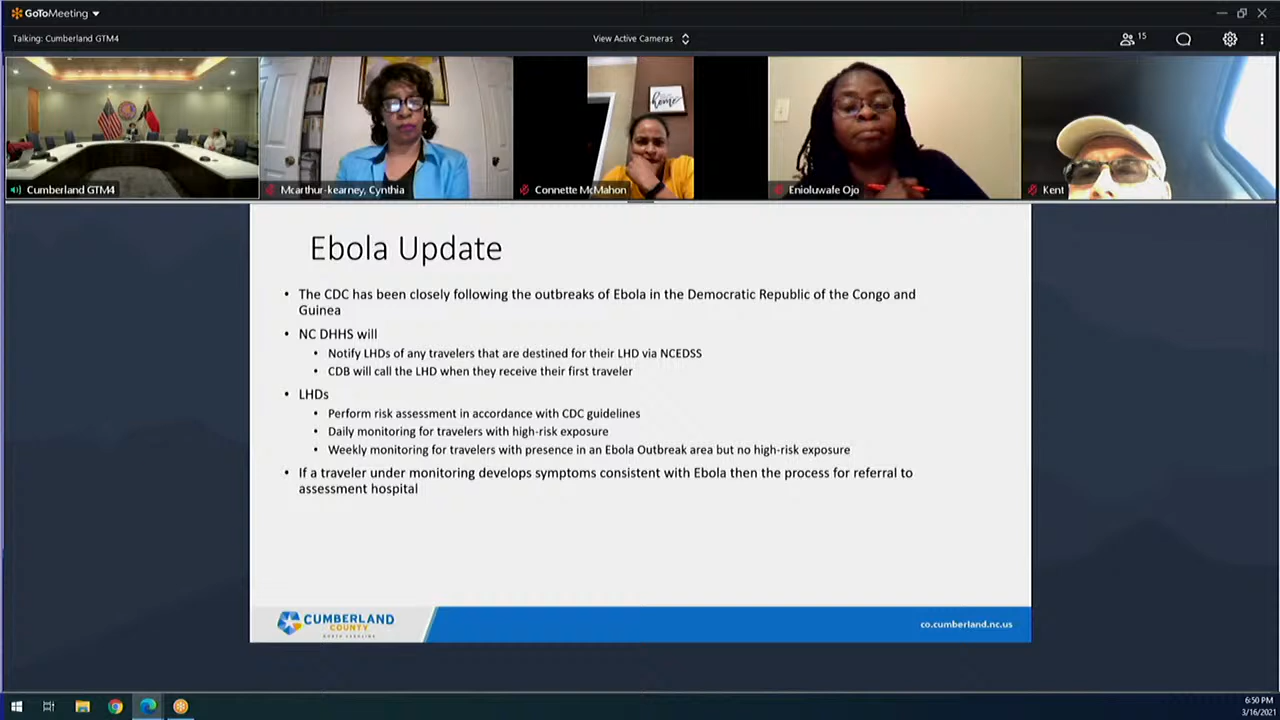 GoToMeeting
Talking: Cumberland GTM4
View Active Cameras
15
home
Cumberland GTM4
Mcarthur-kearney, Cynthia
Connette McMahon
Enioluwafe Ojo
Kent
Ebola Update
• The CDC has been closely following the outbreaks of Ebola in the Democratic Republic of the Congo and
Guinea
• NC DHHS will
• Notify LHDs of any travelers that are destined for their LHD via NCEDSS
• CDB will call the LHD when they receive their first traveler
• LHDs
• Perform risk assessment in accordance with CDC guidelines
• Daily monitoring for travelers with high-risk exposure
• Weekly monitoring for travelers with presence in an Ebola Outbreak area but no high-risk exposure
• If a traveler under monitoring develops symptoms consistent with Ebola then the process for referral to
assessment hospital
CUMBERLAND
COUNTY
NORTH CAROLINA
co.cumberland.nc.us
6:50 PM
3/16/2021